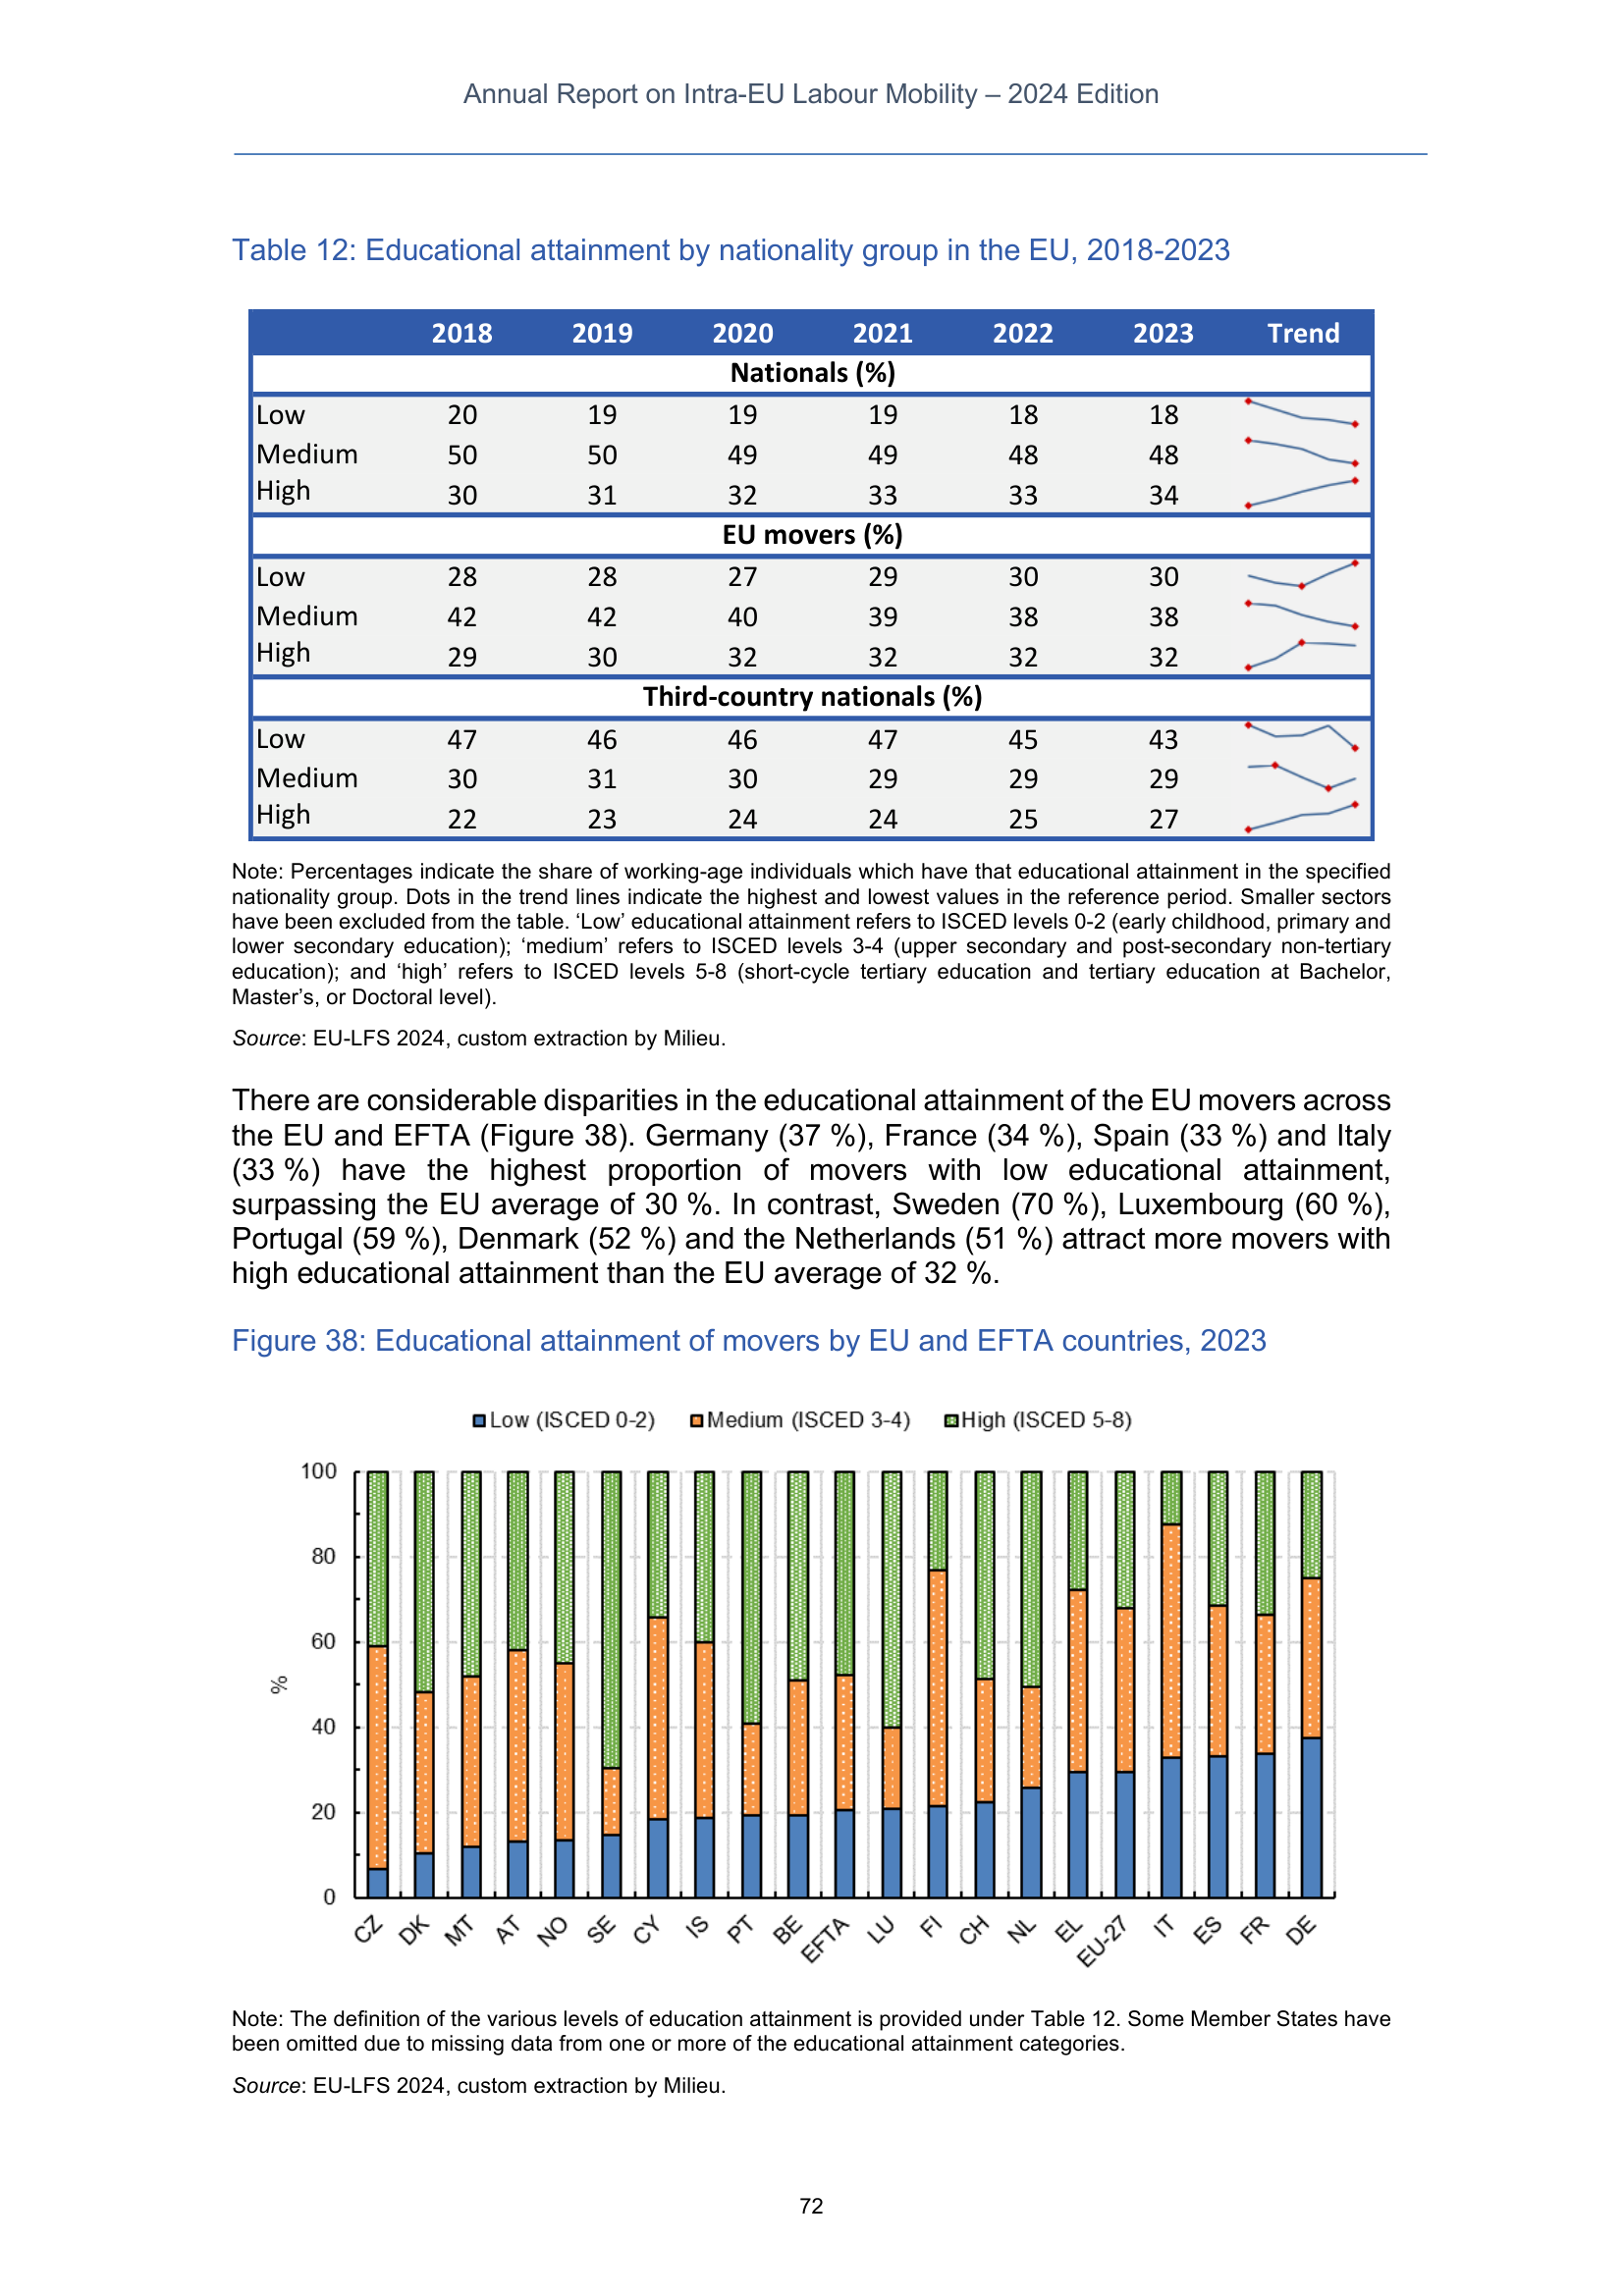 Annual Report on Intra-EU Labour Mobility – 2024 Edition
Table 12: Educational attainment by nationality group in the EU, 2018-2023
2018 2019 2020 2021 2022 2023 Trend
Nationals (%)
Low 20 19 19 19 18 18
Medium 50 50 49 49 48 48
High 30 31 32 33 33 34
EU movers (%)
Low 28 28 27 29 30 30
Medium 42 42 40 39 38 38
High 29 30 32 32 32 32
Third-country nationals (%)
Low 47 46 46 47 45 43
Medium 30 31 30 29 29 29
High 22 23 24 24 25 27
Note: Percentages indicate the share of working-age individuals which have that educational attainment in the specified
nationality group. Dots in the trend lines indicate the highest and lowest values in the reference period. Smaller sectors
have been excluded from the table. ‘Low’ educational attainment refers to ISCED levels 0-2 (early childhood, primary and
lower secondary education); ‘medium’ refers to ISCED levels 3-4 (upper secondary and post-secondary non-tertiary
education); and ‘high’ refers to ISCED levels 5-8 (short-cycle tertiary education and tertiary education at Bachelor,
Master’s, or Doctoral level).
Source: EU-LFS 2024, custom extraction by Milieu.
There are considerable disparities in the educational attainment of the EU movers across
the EU and EFTA (Figure 38). Germany (37 %), France (34 %), Spain (33 %) and Italy
(33 %) have the highest proportion of movers with low educational attainment,
surpassing the EU average of 30 %. In contrast, Sweden (70 %), Luxembourg (60 %),
Portugal (59 %), Denmark (52 %) and the Netherlands (51 %) attract more movers with
high educational attainment than the EU average of 32 %.
Figure 38: Educational attainment of movers by EU and EFTA countries, 2023
Low (ISCED 0-2) Medium (ISCED 3-4) High (ISCED 5-8)
100
80
60
%
40
20
0
CZ DK MT AT NO SE CY IS PT BE EFTA LU FI CH NL EL EU-27 IT ES FR DE
Note: The definition of the various levels of education attainment is provided under Table 12. Some Member States have
been omitted due to missing data from one or more of the educational attainment categories.
Source: EU-LFS 2024, custom extraction by Milieu.
72